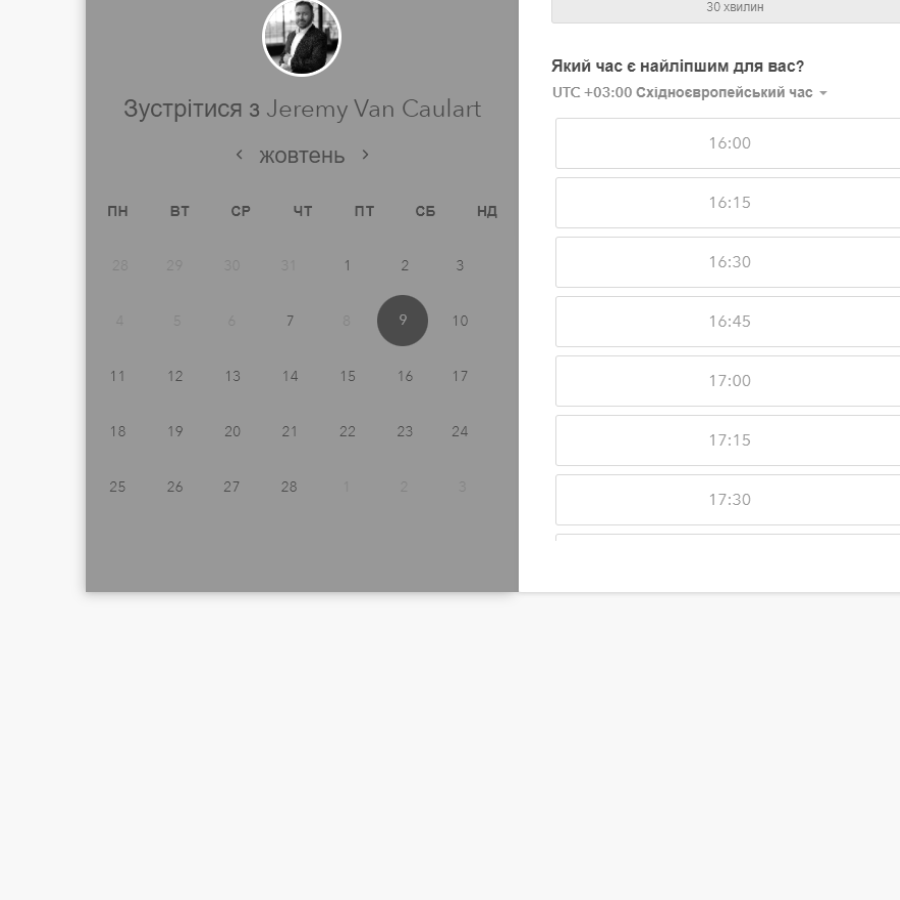 Зустрітися з Jeremy Van Caulart
< жовтень >
ПН ВТ СР ЧТ ПТ СБ НД
28 29 30 31 1 2 3
4 5 6 7 8 9 10
11 12 13 14 15 16 17
18 19 20 21 22 23 24
25 26 27 28 1 2 3
30 хвилин
Який час є найліпшим для вас?
UTC +03:00 Східноєвропейський час
16:00
16:15
16:30
16:45
17:00
17:15
17:30